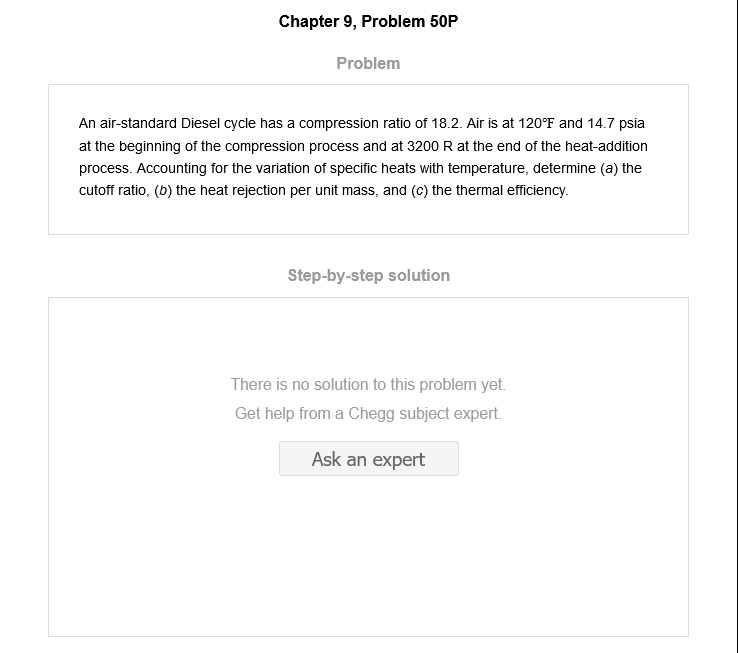 Chapter 9, Problem 50P
Problem
An air-standard Diesel cycle has a compression ratio of 18.2. Air is at 120°F and 14.7 psia
at the beginning of the compression process and at 3200 R at the end of the heat-addition
process. Accounting for the variation of specific heats with temperature, determine (a) the
cutoff ratio, (b) the heat rejection per unit mass, and (c) the thermal efficiency.
Step-by-step solution
There is no solution to this problem yet.
Get help from a Chegg subject expert.
Ask an expert